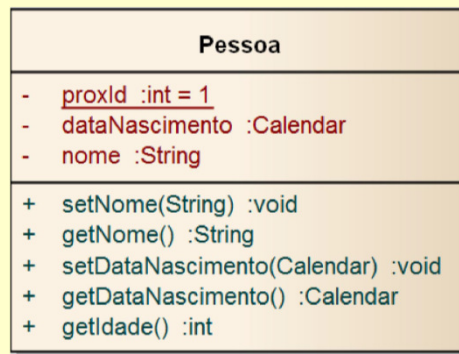 Pessoa
- proxId :int = 1
- dataNascimento :Calendar
- nome :String
+ setNome(String) :void
+ getNome() :String
+ setDataNascimento(Calendar) :void
+ getDataNascimento() :Calendar
+ getIdade() :int